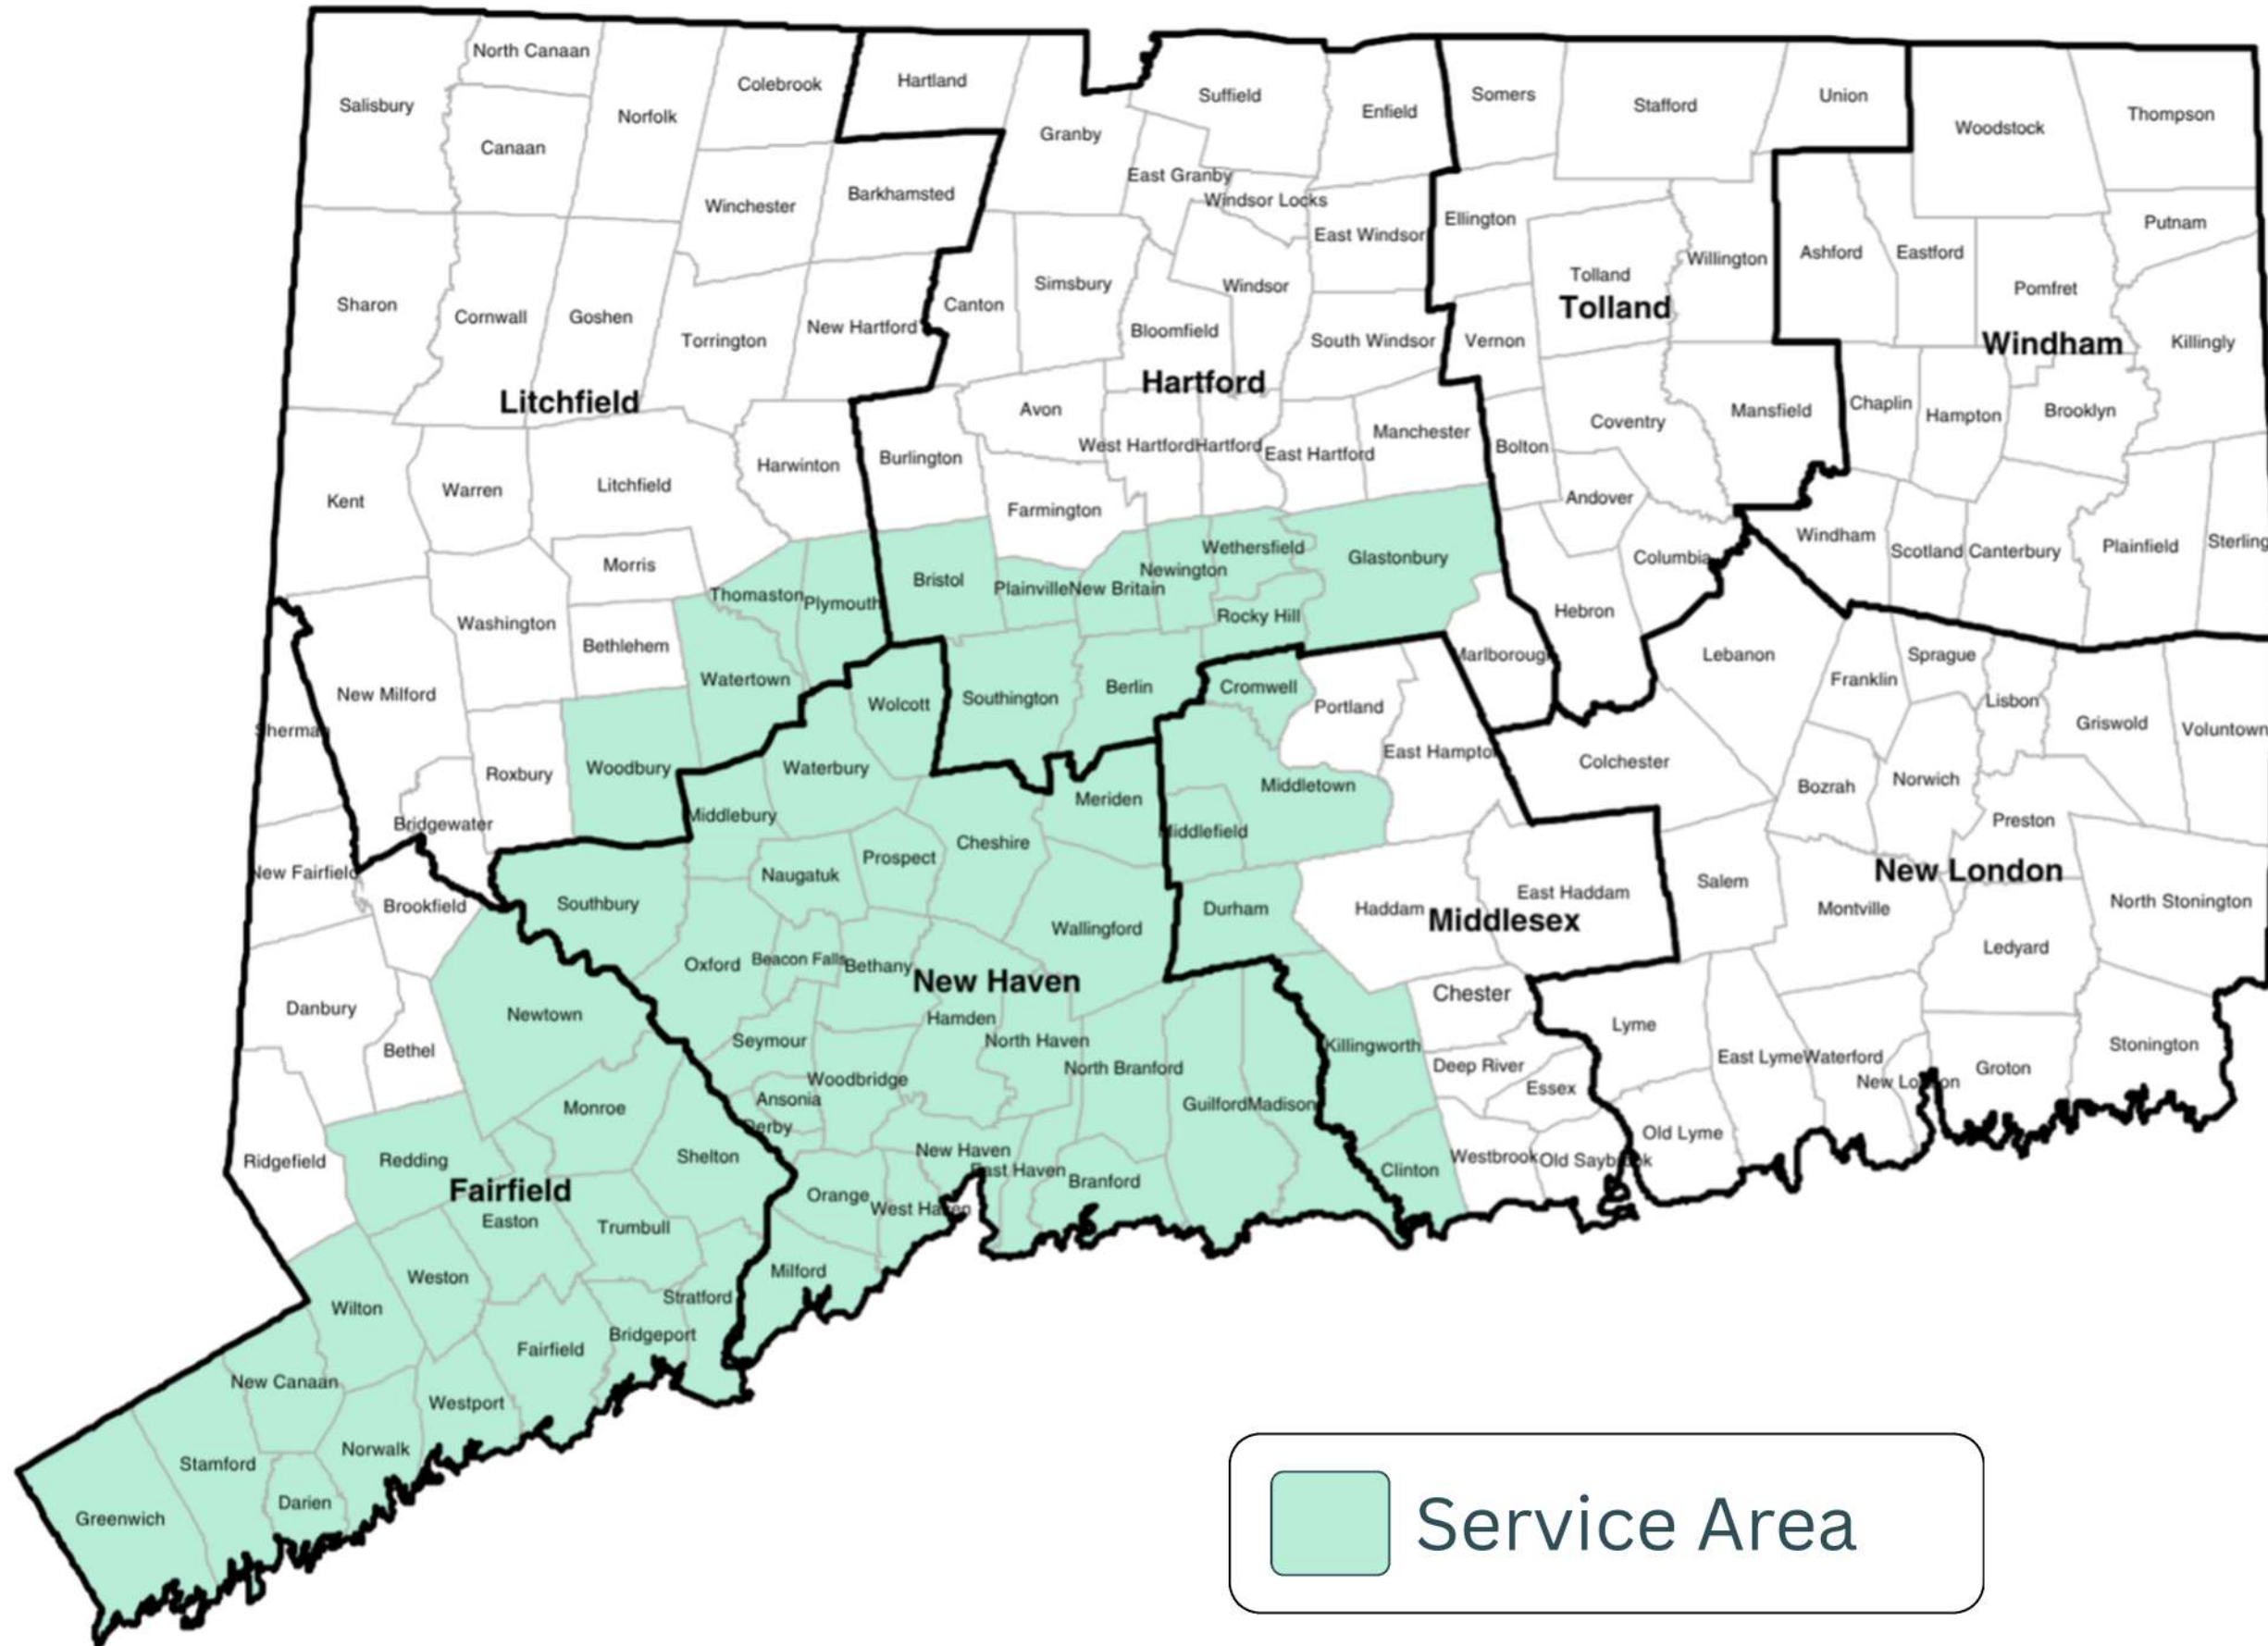 North Canaan
Colebrook
Hartland
Salisbury
Canaan
Norfolk
Granby
Suffield
Enfield
Somers
Stafford
Union
Woodstock
Thompson
Winchester
Barkhamsted
East Granby
Windsor Locks
East Windsor
Ellington
Putnam
Sharon
Cornwall
Goshen
Torrington
New Hartford
Canton
Simsbury
Bloomfield
Windsor
South Windsor
Vernon
Tolland
Tolland
Willington
Ashford
Eastford
Pomfret
Windham
Killingly
Litchfield
Hartford
Avon
West Hartford
Hartford
East Hartford
Manchester
Bolton
Coventry
Mansfield
Chaplin
Hampton
Brooklyn
Kent
Warren
Litchfield
Harwinton
Burlington
Farmington
Andover
Morris
Thomaston
Plymouth
Bristol
Plainville
New Britain
Newington
Wethersfield
Glastonbury
Rocky Hill
Columbia
Windham
Scotland
Canterbury
Plainfield
Sterling
Washington
Bethlehem
Watertown
Hebron
Marlborough
Lebanon
Franklin
Sprague
Lisbon
Griswold
Voluntown
New Milford
Sherman
Roxbury
Woodbury
Wolcott
Southington
Berlin
Cromwell
Portland
East Hampton
Colchester
Bozrah
Norwich
Preston
Bridgewater
Middlebury
Waterbury
Meriden
Middletown
Middlefield
New Fairfield
Brookfield
Southbury
Naugatuk
Prospect
Cheshire
Wallingford
Durham
Haddam
Middlesex
East Haddam
Salem
Montville
New London
Ledyard
North Stonington
Danbury
Bethel
Newtown
Oxford
Beacon Falls
Bethany
New Haven
Hamden
North Haven
North Branford
Killingworth
Chester
Deep River
Essex
Lyme
East Lyme
Waterford
New London
Groton
Stonington
Seymour
Woodbridge
Ansonia
Derby
Guilford
Madison
Monroe
Shelton
Ridgefield
Redding
Fairfield
Easton
Trumbull
Orange
West Haven
New Haven
East Haven
Branford
Clinton
Westbrook
Old Saybrook
Old Lyme
Weston
Wilton
Milford
Stratford
Bridgeport
Fairfield
New Canaan
Westport
Norwalk
Stamford
Darien
Greenwich
Service Area